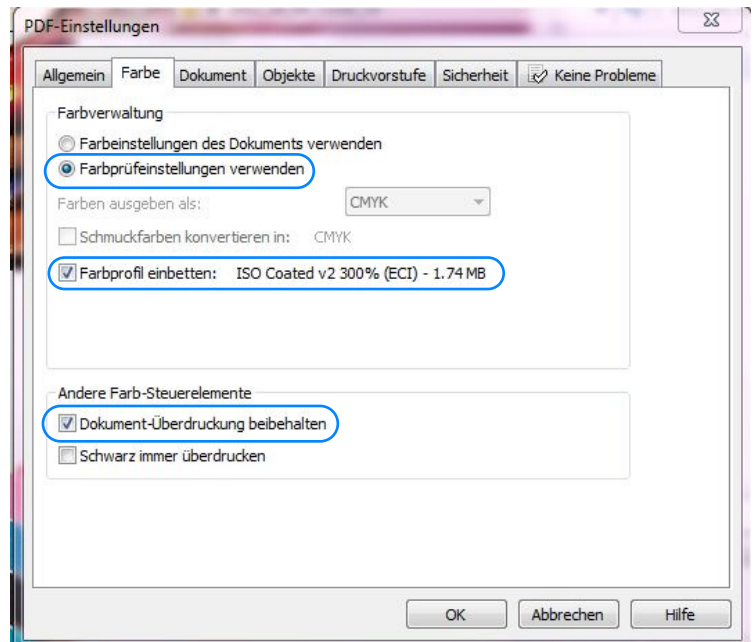 PDF-Einstellungen
Allgemein Farbe Dokument Objekte Druckvorstufe Sicherheit Keine Probleme
Farbverwaltung
Farbeinstellungen des Dokuments verwenden
Farbprüfeinstellungen verwenden
Farben ausgeben als: CMYK
Schmuckfarben konvertieren in: CMYK
Farbprofil einbetten: ISO Coated v2 300% (ECI) - 1.74 MB
Andere Farb-Steuerelemente
Dokument-Überdruckung beibehalten
Schwarz immer überdrucken
OK Abbrechen Hilfe